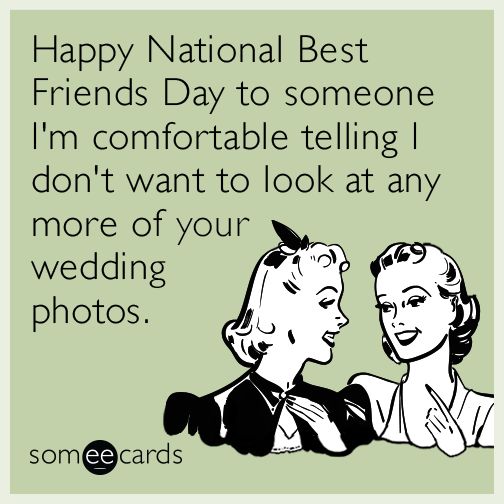 Happy National Best
Friends Day to someone
I'm comfortable telling I
don't want to look at any
more of your
wedding
photos.
someecards